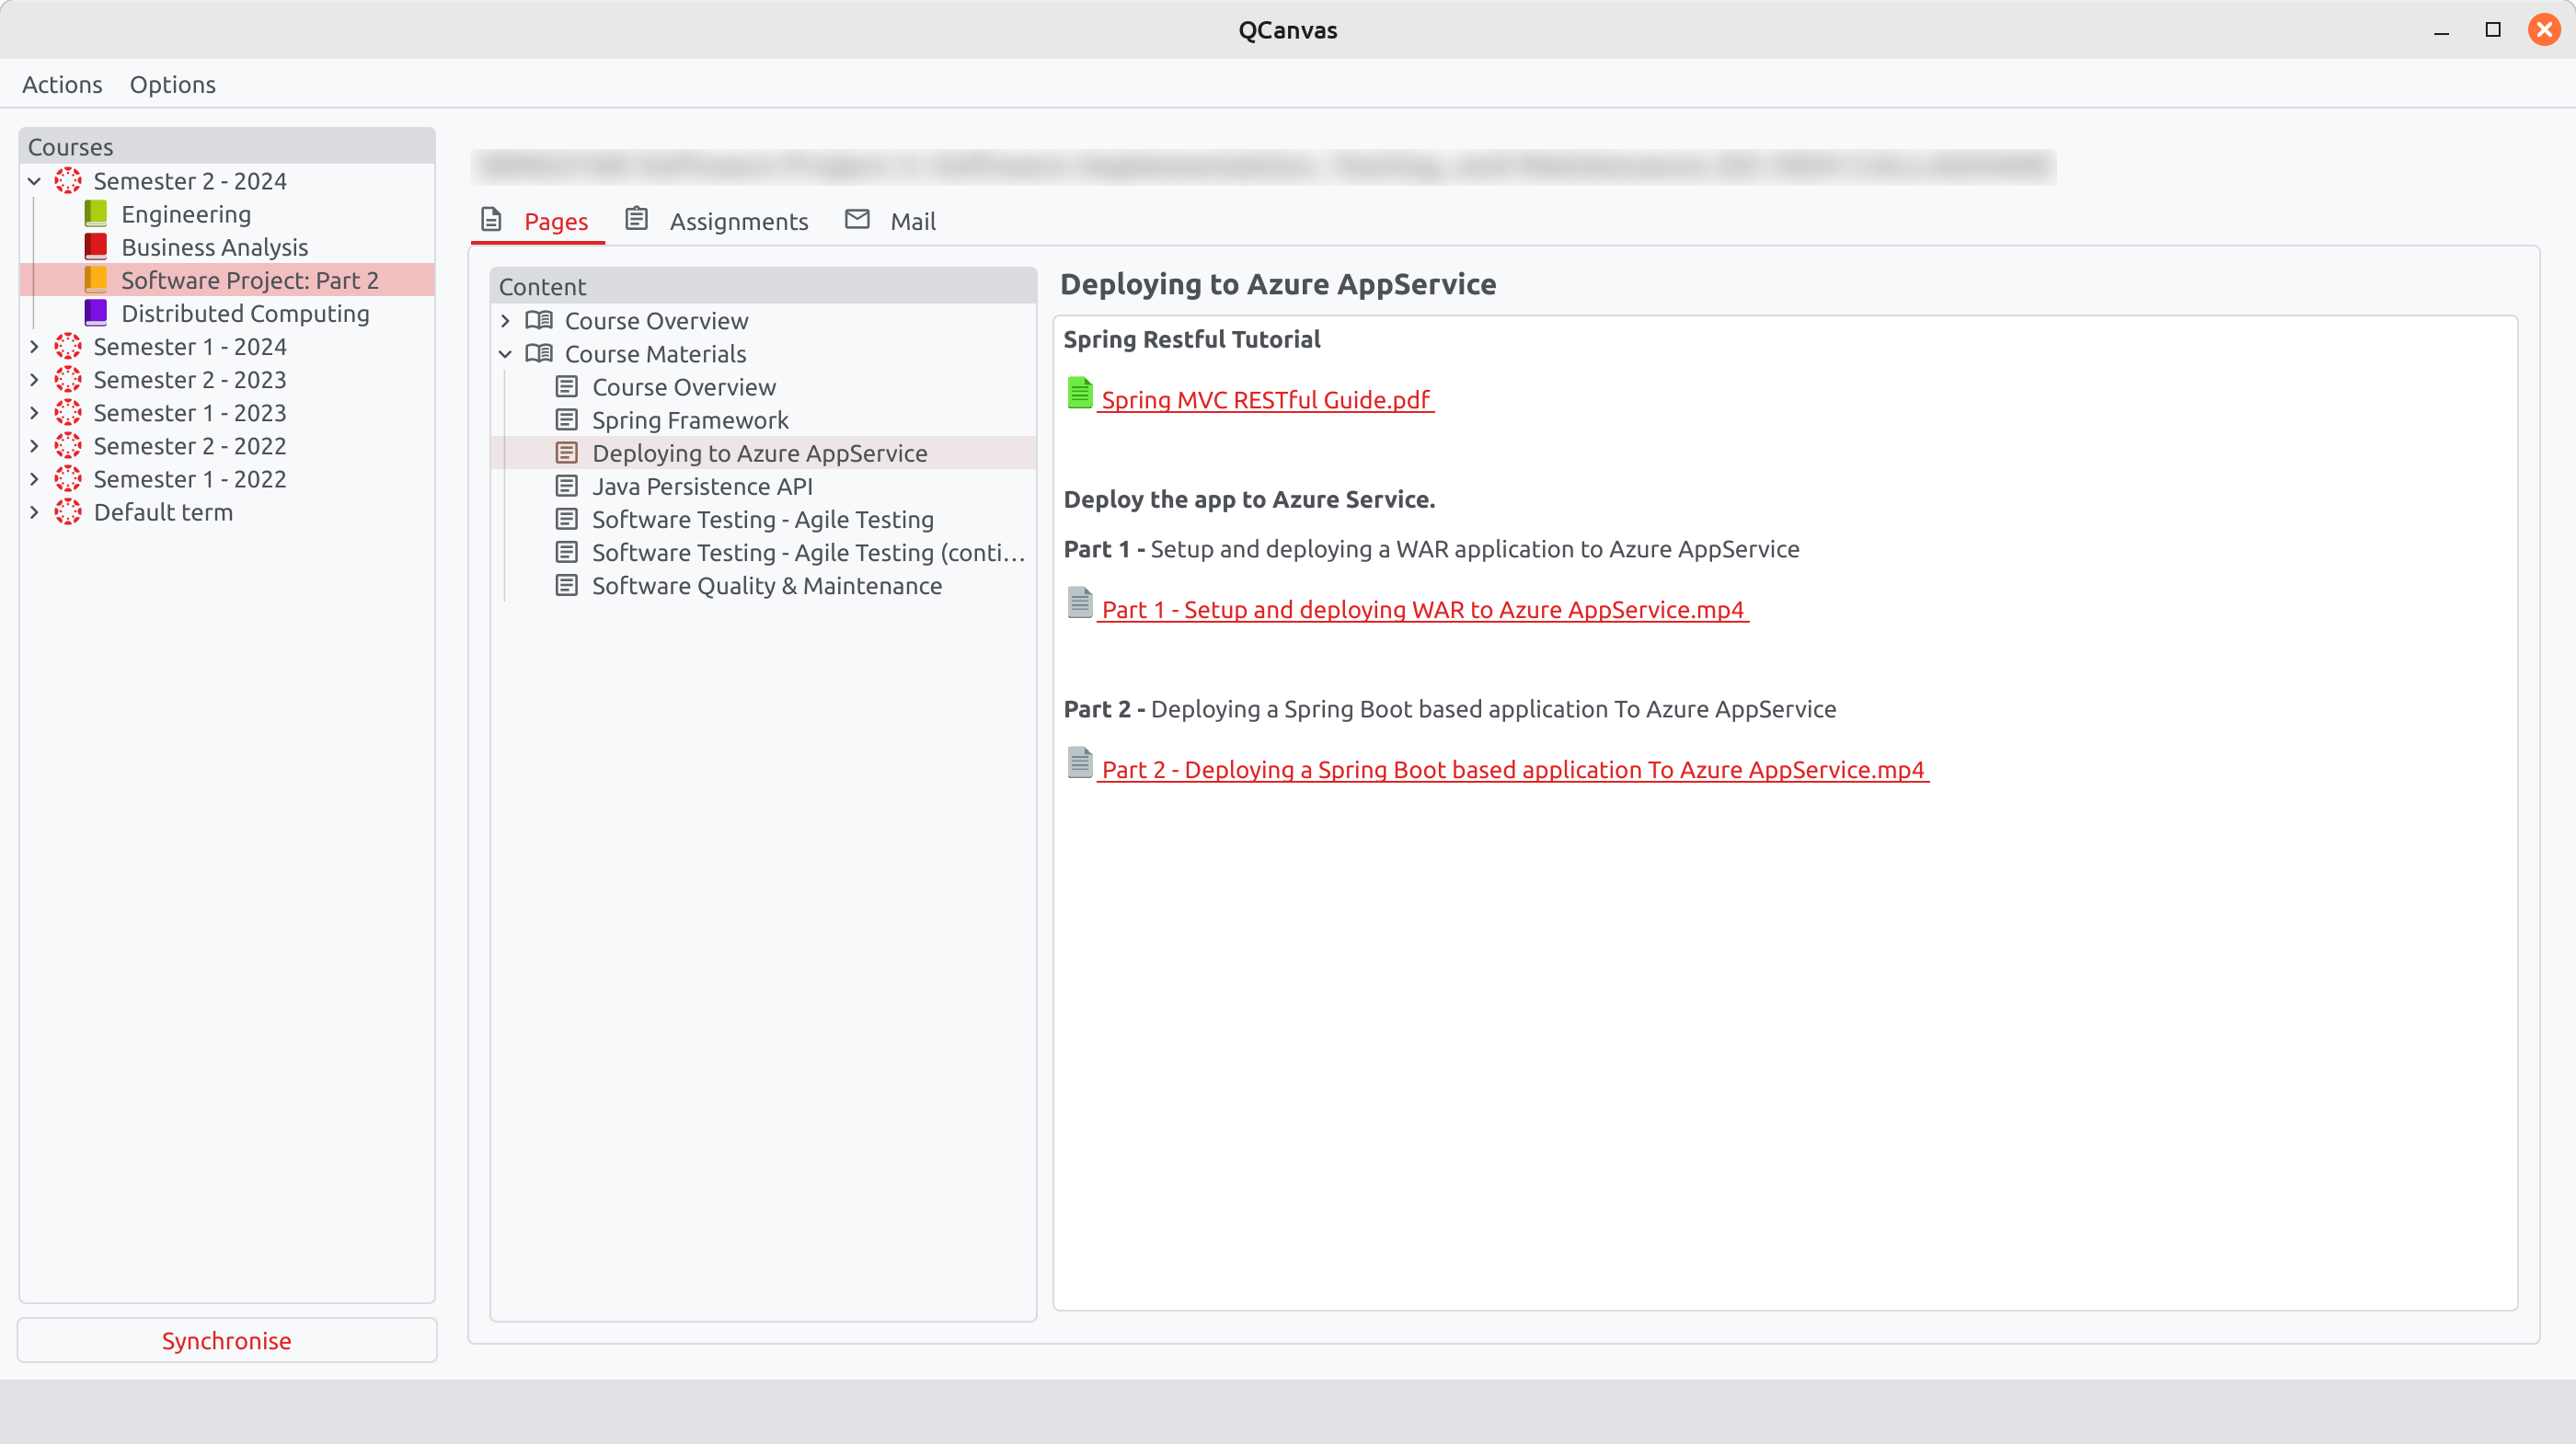 QCanvas
Actions Options
Courses
Semester 2 - 2024
Engineering
Business Analysis
Software Project: Part 2
Distributed Computing
Semester 1 - 2024
Semester 2 - 2023
Semester 1 - 2023
Semester 2 - 2022
Semester 1 - 2022
Default term
Synchronise
Pages Assignments Mail
Content
Course Overview
Course Materials
Course Overview
Spring Framework
Deploying to Azure AppService
Java Persistence API
Software Testing - Agile Testing
Software Testing - Agile Testing (conti...
Software Quality & Maintenance
Deploying to Azure AppService
Spring Restful Tutorial
Spring MVC RESTful Guide.pdf
Deploy the app to Azure Service.
Part 1 - Setup and deploying a WAR application to Azure AppService
Part 1 - Setup and deploying WAR to Azure AppService.mp4
Part 2 - Deploying a Spring Boot based application To Azure AppService
Part 2 - Deploying a Spring Boot based application To Azure AppService.mp4